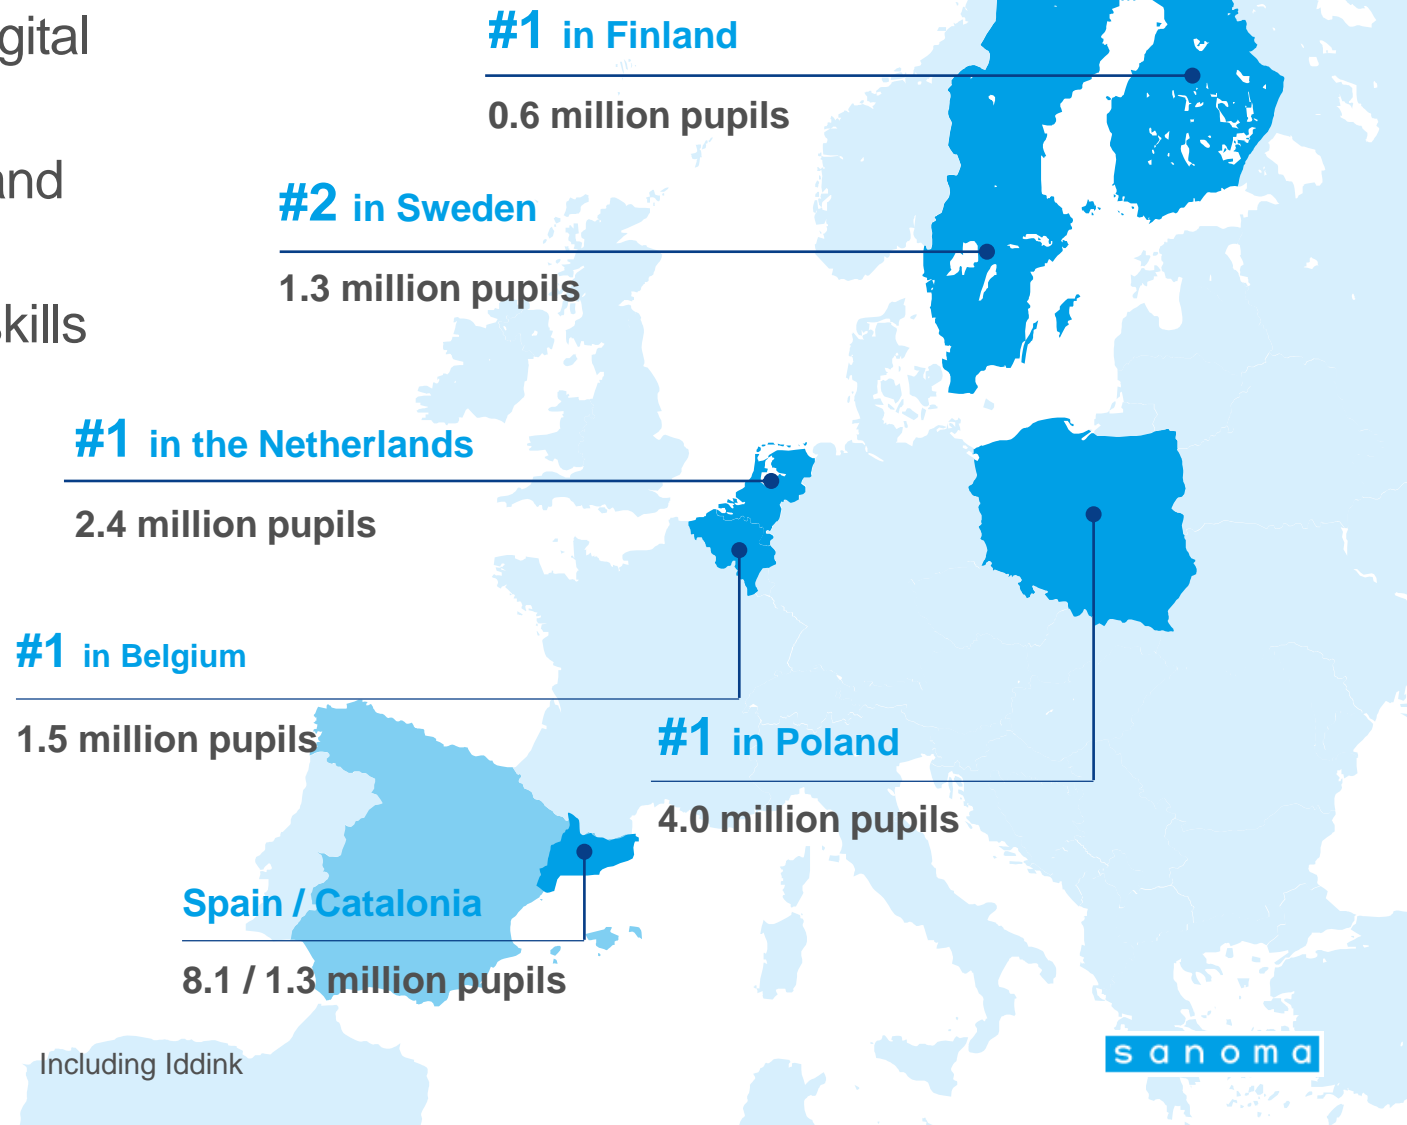 gital
and
skills
#1 in Finland
0.6 million pupils
#2 in Sweden
1.3 million pupils
#1 in the Netherlands
2.4 million pupils
#1 in Belgium
1.5 million pupils
#1 in Poland
4.0 million pupils
Spain / Catalonia
8.1 / 1.3 million pupils
Including Iddink
sanoma